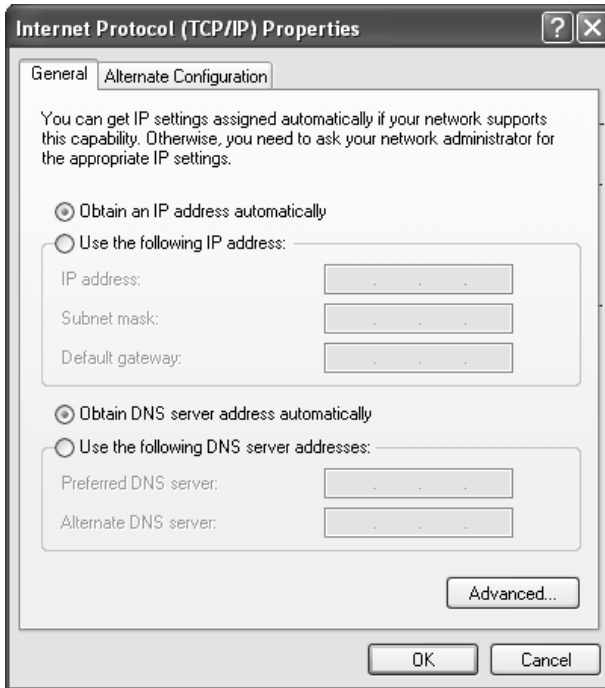 Internet Protocol (TCP/IP) Properties
General
Alternate Configuration
You can get IP settings assigned automatically if your network supports
this capability. Otherwise, you need to ask your network administrator for
the appropriate IP settings.
Obtain an IP address automatically
Use the following IP address:
IP address:
Subnet mask:
Default gateway:
Obtain DNS server address automatically
Use the following DNS server addresses:
Preferred DNS server:
Alternate DNS server:
Advanced...
OK
Cancel